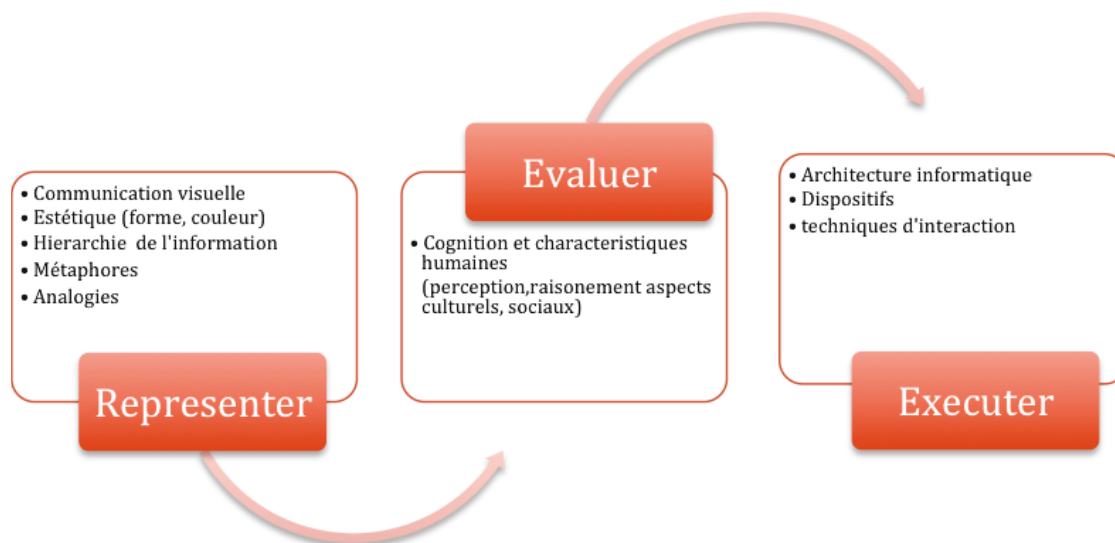 • Communication visuelle
• Estétique (forme, couleur)
• Hierarchie de l'information
• Métaphores
• Analogies
Representer
Evaluer
• Cognition et characteristiques
humaines
(perception,raisonement aspects
culturels, sociaux)
• Architecture informatique
• Dispositifs
• techniques d'interaction
Executer